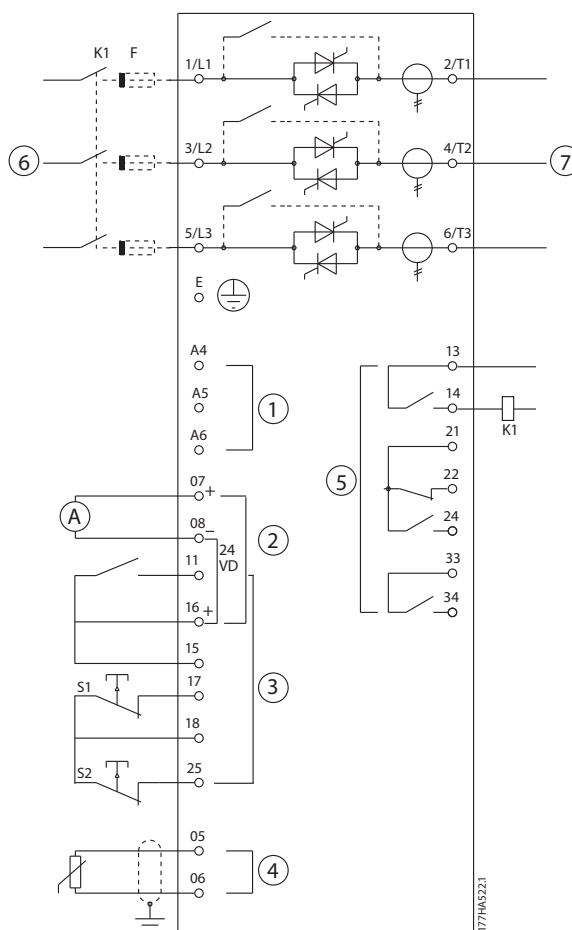 K1 F
1/L1 2/T1
6 3/L2 4/T2 7
5/L3 6/T3
E
A4 13
A5 1 14
K1
A6 21
07 + 5 22
A 08 – 2 24
24
VD
11 33
16 + 34
15
S1 17 3
18
S2 25
05
4
06
177HA522.1